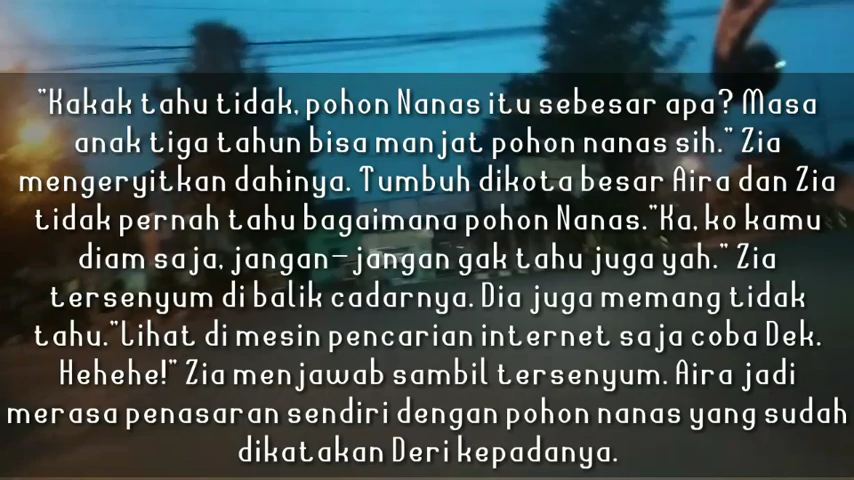 "Kakak tahu tidak, pohon Nanas itu sebesar apa? Masa
anak tiga tahun bisa manjat pohon nanas sih." Zia
mengeryitkan dahinya. Tumbuh dikota besar Aira dan Zia
tidak pernah tahu bagaimana pohon Nanas."Ka, ko kamu
diam saja, jangan-jangan gak tahu juga yah." Zia
tersenyum di balik cadarnya. Dia juga memang tidak
tahu."Lihat di mesin pencarian internet saja coba Dek.
Hehehe!" Zia menjawab sambil tersenyum. Aira jadi
merasa penasaran sendiri dengan pohon nanas yang sudah
dikatakan Deri kepadanya.